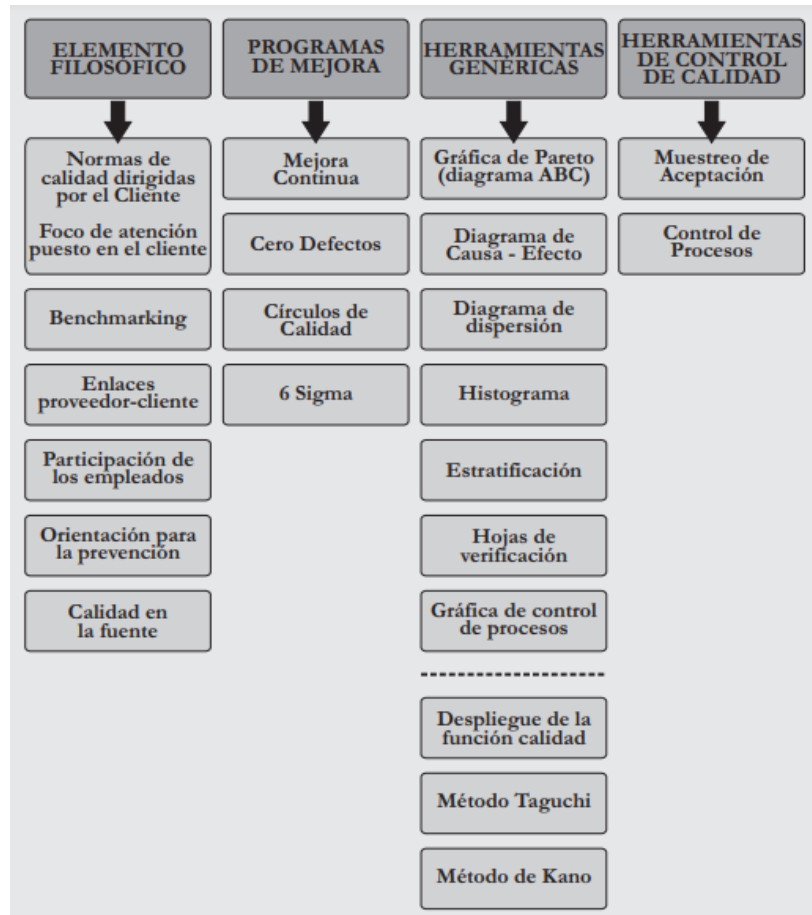 ELEMENTO
FILOSÓFICO
PROGRAMAS
DE MEJORA
HERRAMIENTAS
GENÉRICAS
HERRAMIENTAS
DE CONTROL
DE CALIDAD
Normas de
calidad dirigidas
por el Cliente
Foco de atención
puesto en el cliente
Benchmarking
Enlaces
proveedor-cliente
Participación de
los empleados
Orientación para
la prevención
Calidad en
la fuente
Mejora
Continua
Cero Defectos
Círculos de
Calidad
6 Sigma
Gráfica de Pareto
(diagrama ABC)
Diagrama de
Causa - Efecto
Diagrama de
dispersión
Histograma
Estratificación
Hojas de
verificación
Gráfica de control
de procesos
Despliegue de la
función calidad
Método Taguchi
Método de Kano
Muestreo de
Aceptación
Control de
Procesos